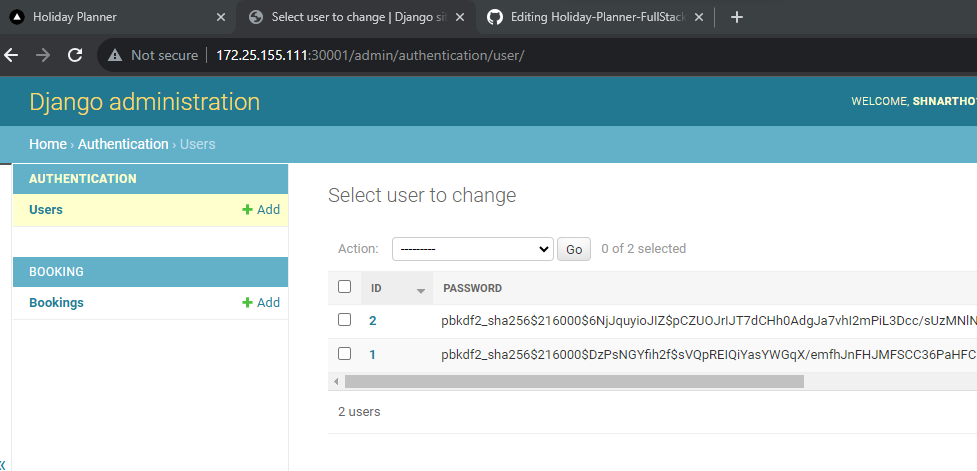 Holiday Planner
Select user to change | Django si
Editing Holiday-Planner-FullStack
Not secure
172.25.155.111:30001/admin/authentication/user/
Django administration
WELCOME, SHNARTHO
Home › Authentication › Users
AUTHENTICATION
Users
+ Add
BOOKING
Bookings
+ Add
Select user to change
Action:
---------
Go
0 of 2 selected
ID
PASSWORD
2
pbkdf2_sha256$216000$6NjJquyioJIZ$pCZUOJrIJT7dCHh0AdgJa7vhI2mPiL3Dcc/sUzMNlN
1
pbkdf2_sha256$216000$DzPsNGYfih2f$sVQpREIQiYasYWGqX/emfhJnFHJMFSCC36PaHFC
2 users
«